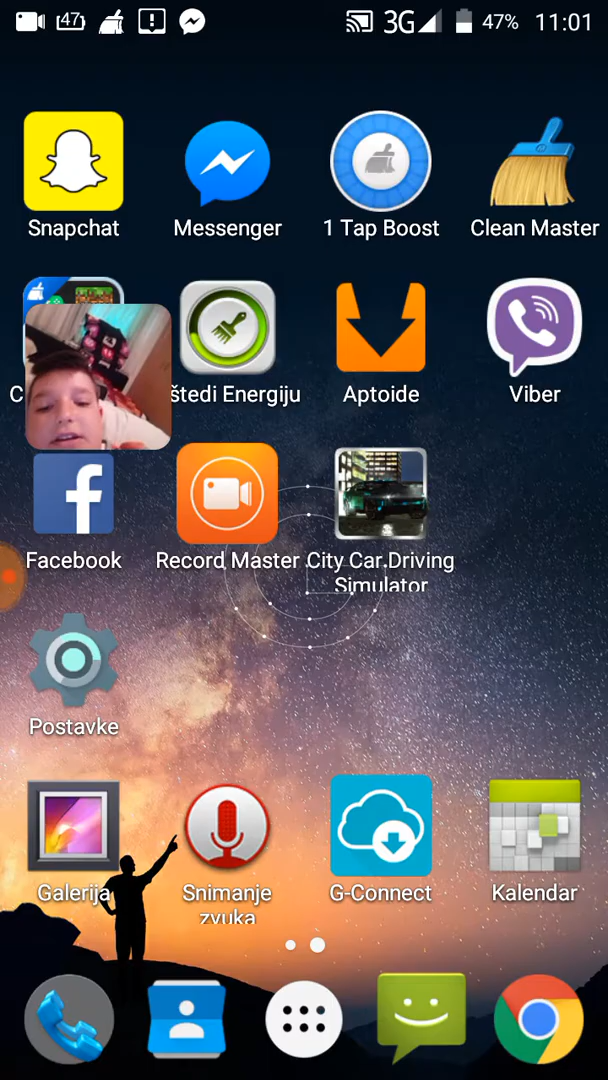 47 3G 47% 11:01
Snapchat Messenger 1 Tap Boost Clean Master
C štedi Energiju Aptoide Viber
Facebook Record Master City Car Driving
Simulator
Postavke
Galerija Snimanje G-Connect Kalendar
zvuka